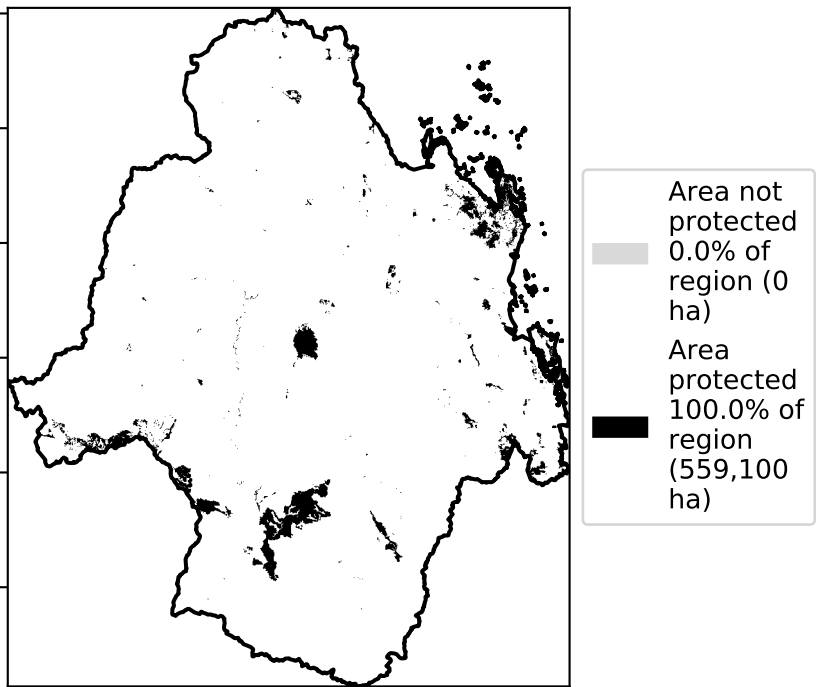 Area not
protected
0.0% of
region (0
ha)
Area
protected
100.0% of
region
(559,100
ha)